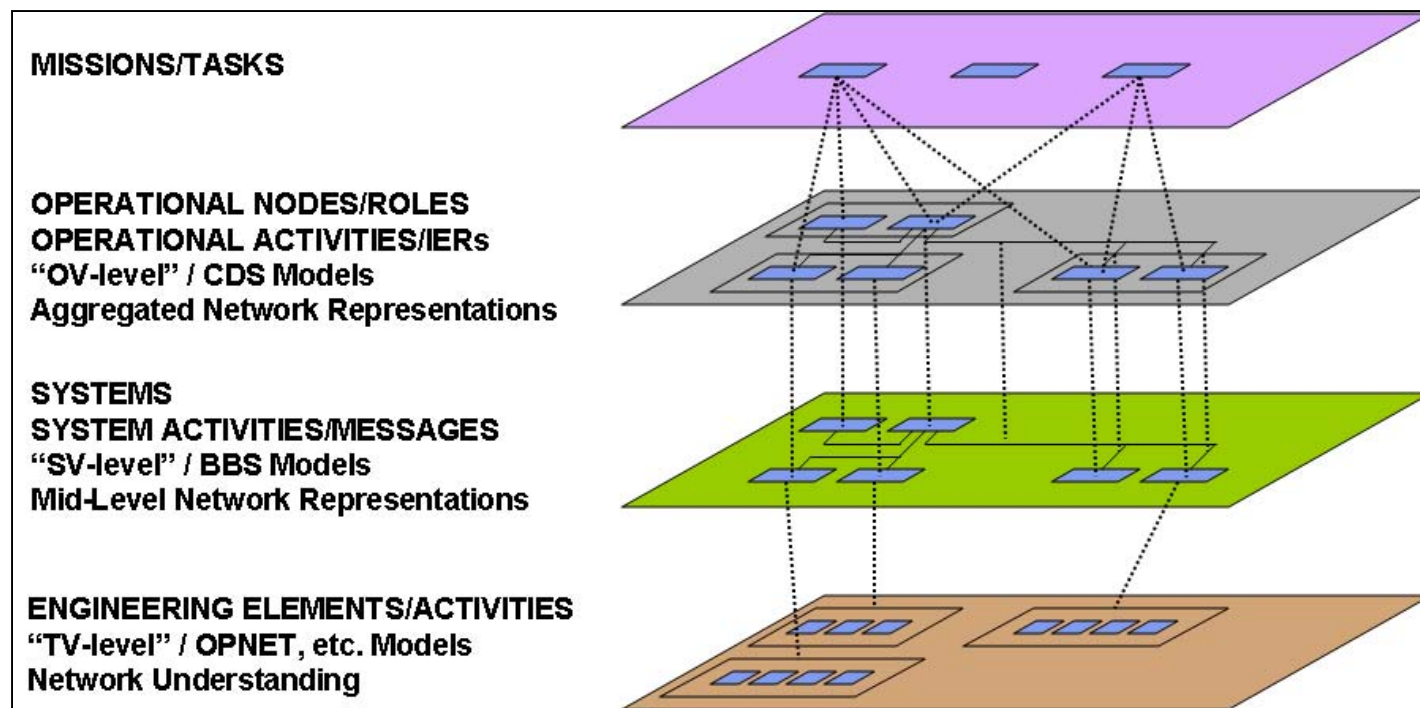 MISSIONS/TASKS
OPERATIONAL NODES/ROLES
OPERATIONAL ACTIVITIES/IERs
“OV-level” / CDS Models
Aggregated Network Representations
SYSTEMS
SYSTEM ACTIVITIES/MESSAGES
“SV-level” / BBS Models
Mid-Level Network Representations
ENGINEERING ELEMENTS/ACTIVITIES
“TV-level” / OPNET, etc. Models
Network Understanding